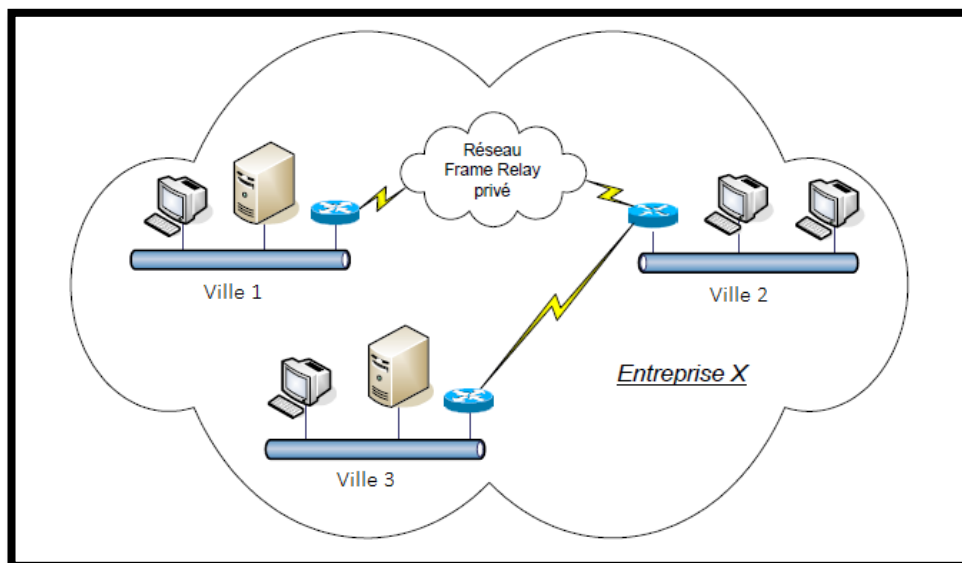 Réseau
Frame Relay
privé
Ville 1
Ville 2
Entreprise X
Ville 3